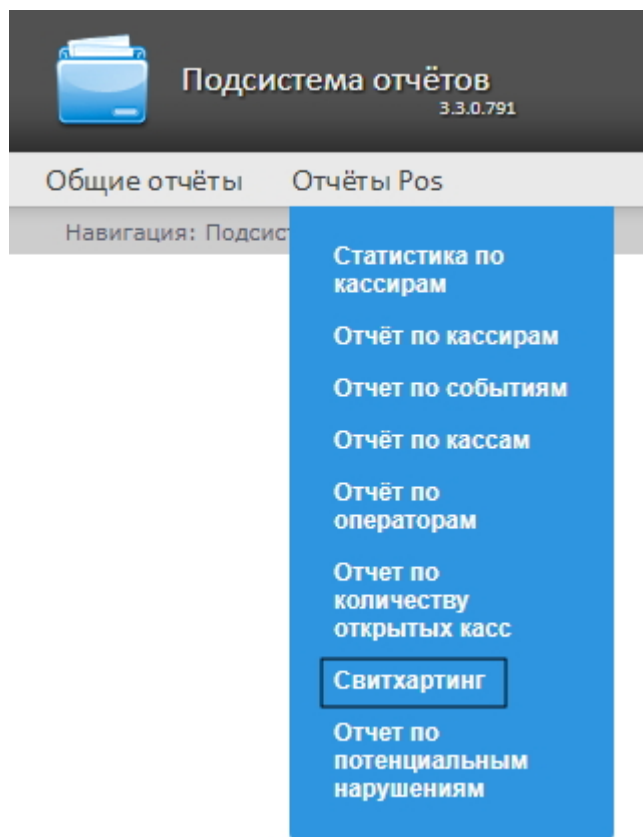 Подсистема отчётов
3.3.0.791
Общие отчёты Отчёты Pos
Навигация: Подсис
Статистика по
кассирам
Отчёт по кассирам
Отчет по событиям
Отчёт по кассам
Отчёт по
операторам
Отчет по
количеству
открытых касс
Свитхартинг
Отчет по
потенциальным
нарушениям